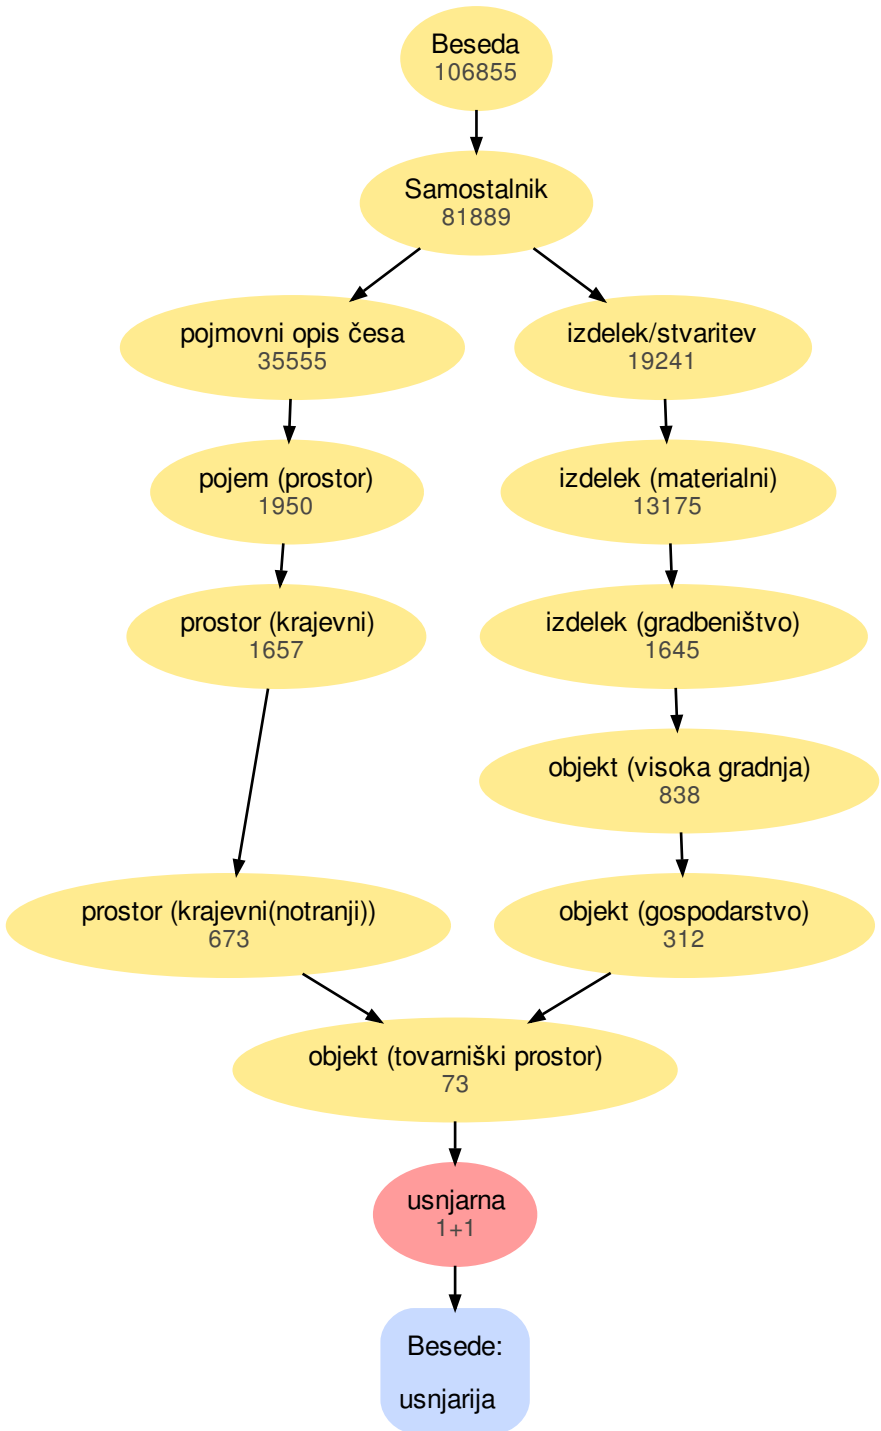 Beseda
106855
Samostalnik
81889
pojmovni opis česa
35555
izdelek/stvaritev
19241
pojem (prostor)
1950
izdelek (materialni)
13175
prostor (krajevni)
1657
izdelek (gradbeništvo)
1645
objekt (visoka gradnja)
838
prostor (krajevni(notranji))
673
objekt (gospodarstvo)
312
objekt (tovarniški prostor)
73
usnjarna
1+1
Besede:
usnjarija